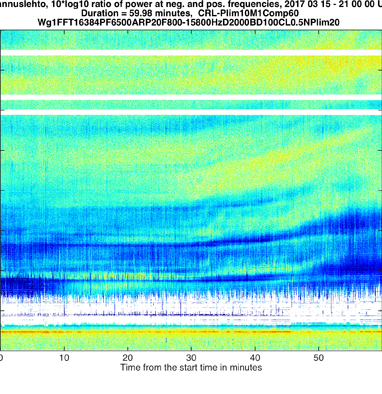 annuslehto, 10*log10 ratio of power at neg. and pos. frequencies, 2017 03 15 - 21 00 00 U
Duration = 59.98 minutes, CRL-Plim10M1Comp60
Wg1FFT16384PF6500ARP20F800-15800HzD2000BD100CL0.5NPlim20
0 10 20 30 40 50
Time from the start time in minutes